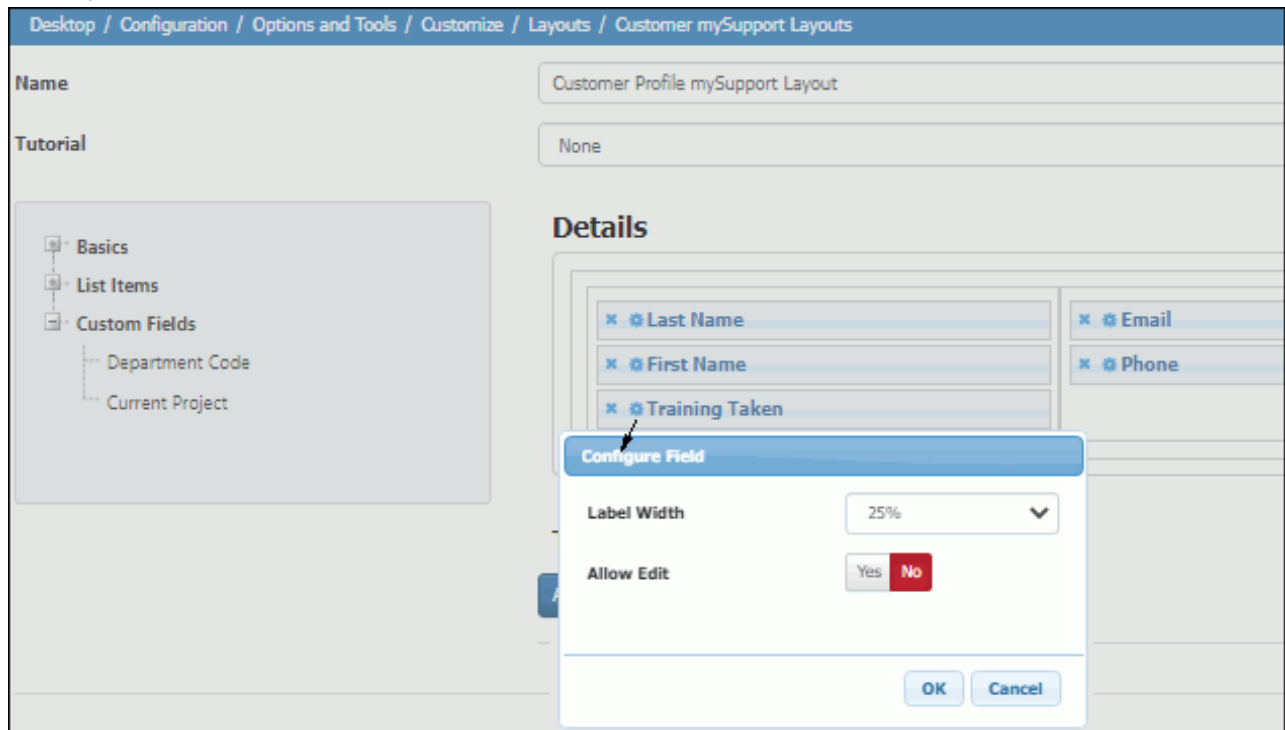 Desktop / Configuration / Options and Tools / Customize / Layouts / Customer mySupport Layouts
Name
Customer Profile mySupport Layout
Tutorial
None
Basics
List Items
Custom Fields
Department Code
Current Project
Details
Last Name
Email
First Name
Phone
Training Taken
Configure Field
Label Width
25%
Allow Edit
Yes No
OK Cancel